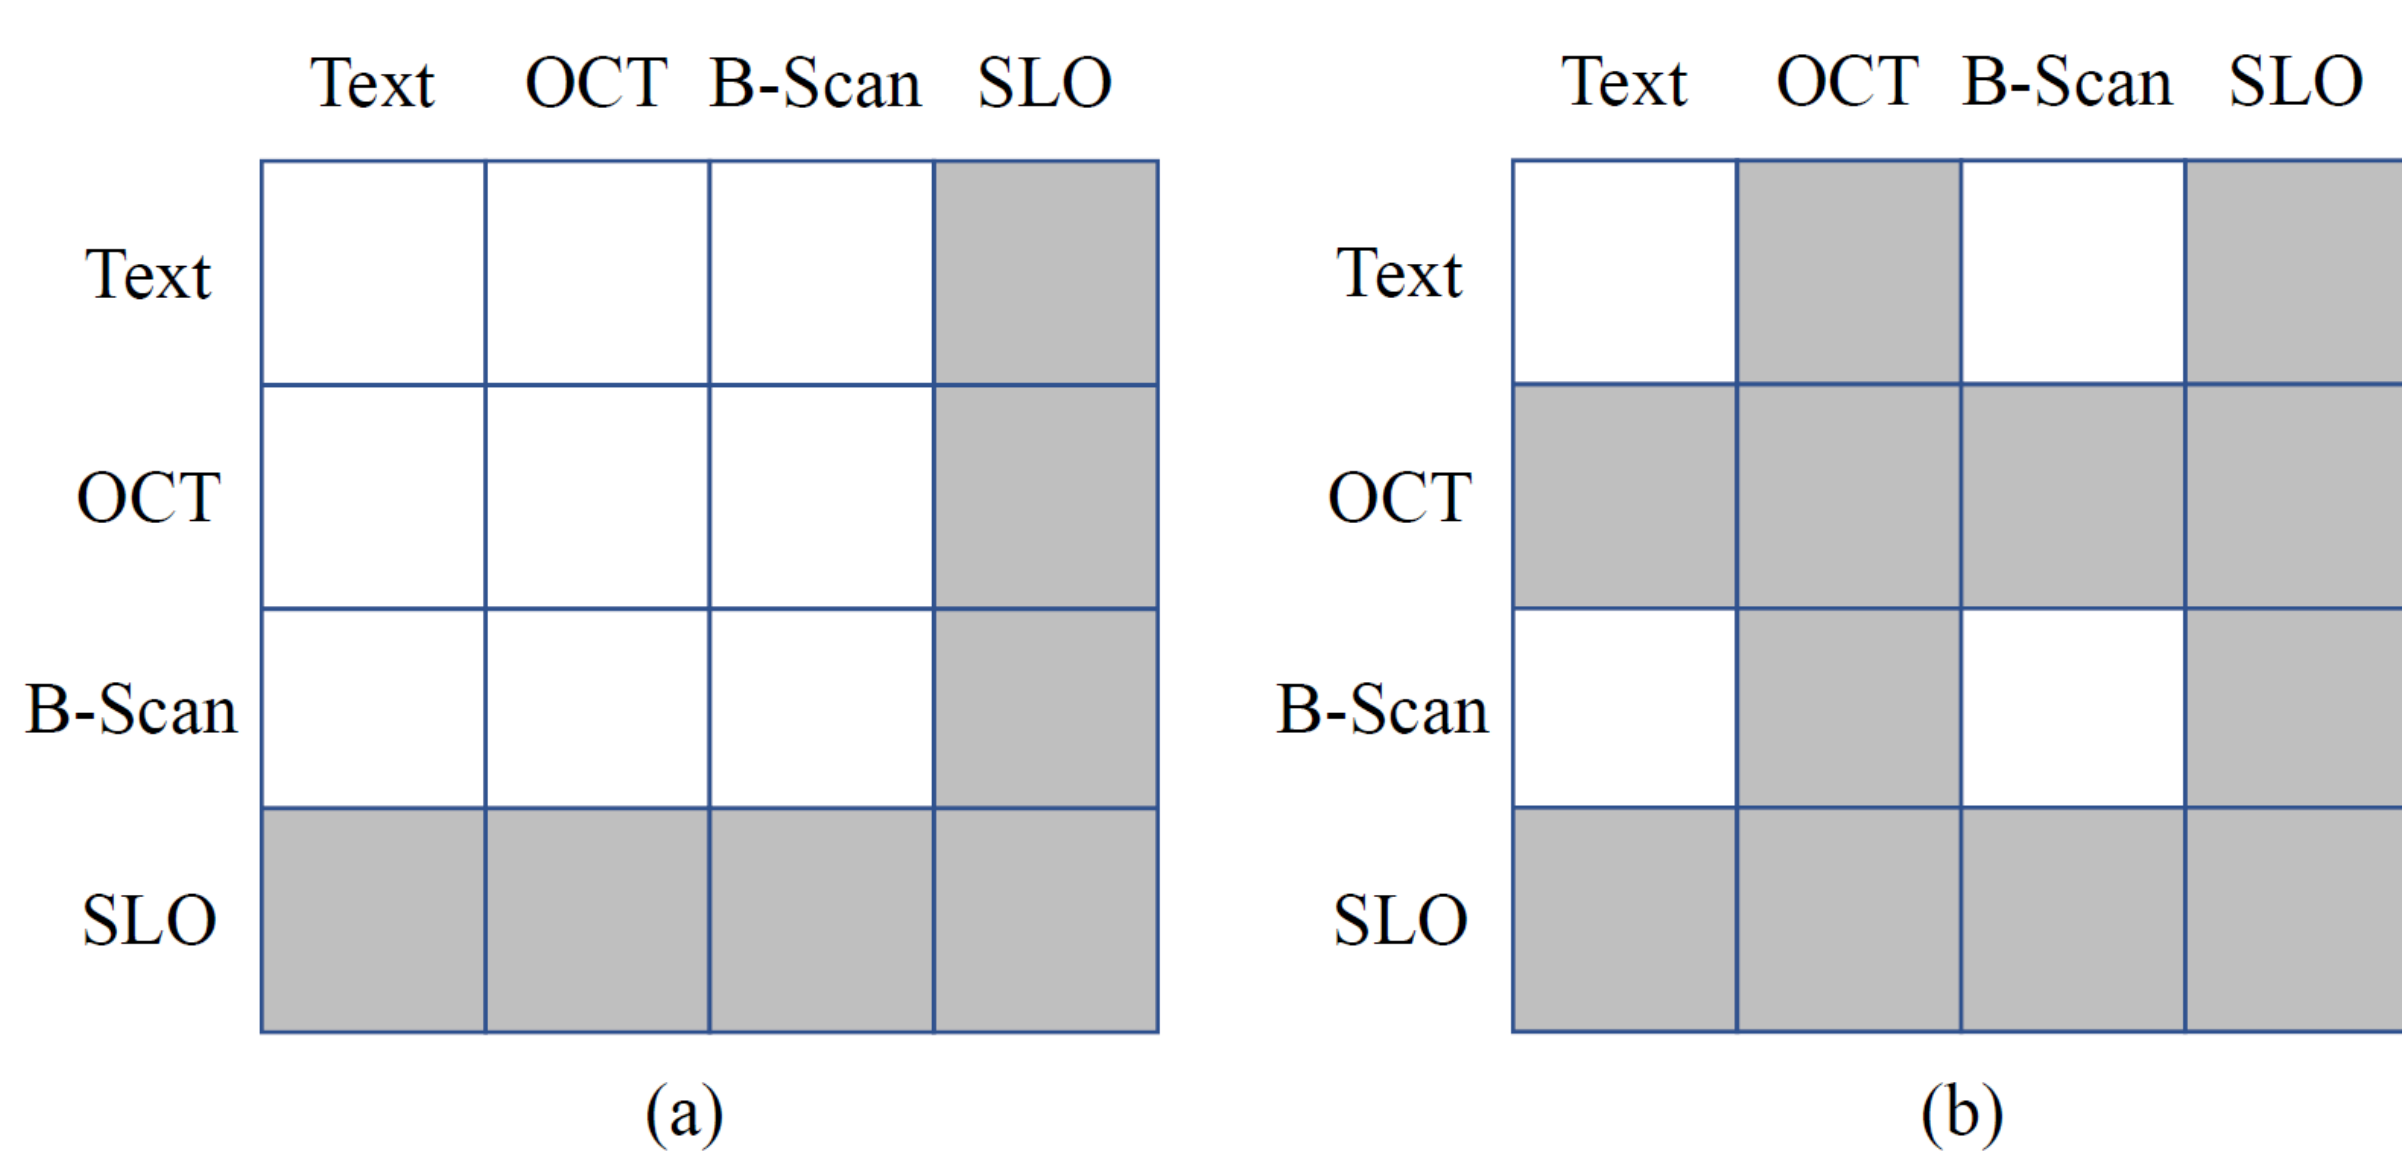 Text OCT B-Scan SLO Text OCT B-Scan SLO
Text Text
OCT OCT
B-Scan B-Scan
SLO SLO
(a) (b)